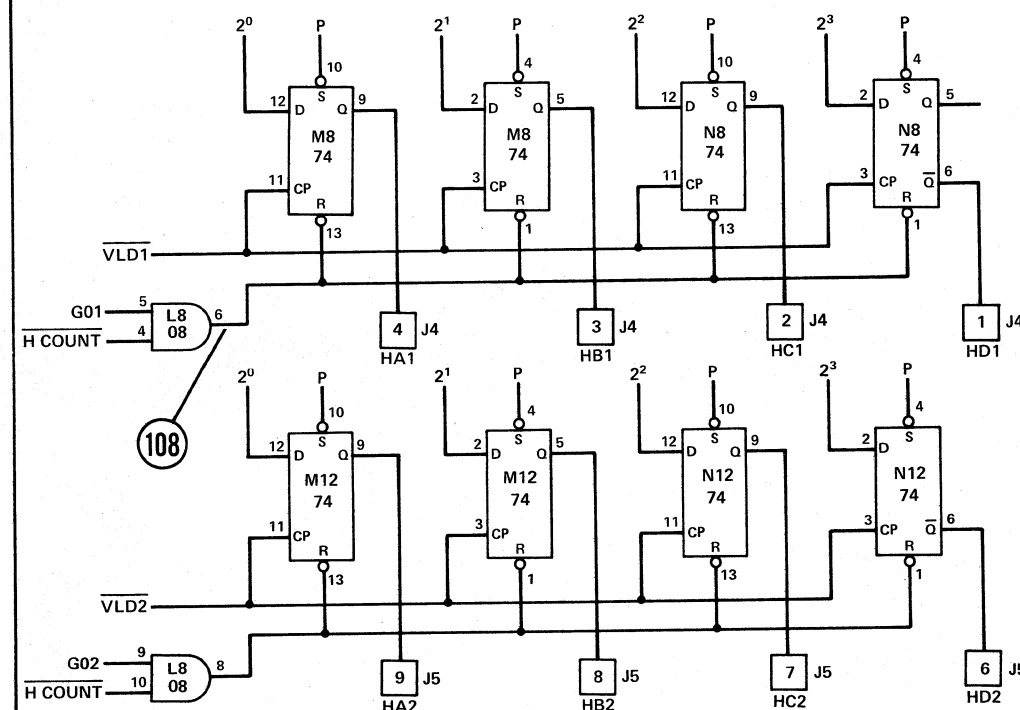 2⁰ P 2¹ P 2² P 2³ P
10 4 10 4
S S S S
12 D Q 9 2 D Q 5 12 D Q 9 2 D Q 5
M8 M8 N8 N8
74 74 74 74
11 CP 3 CP 11 CP 3 CP Q̅ 6
R R R R
13 1 13 1
V̅L̅D̅1̅
G01 5 L8 6
H̅ ̅C̅O̅U̅N̅T̅ 4 08
4 J4 3 J4 2 J4 1 J4
HA1 HB1 HC1 HD1
108
2⁰ P 2¹ P 2² P 2³ P
10 4 10 4
S S S S
12 D Q 9 2 D Q 5 12 D Q 9 2 D
M12 M12 N12 N12
74 74 74 74
11 CP 3 CP 11 CP 3 CP Q̅ 6
R R R R
13 1 13 1
V̅L̅D̅2̅
G02 9 L8 8
H̅ ̅C̅O̅U̅N̅T̅ 10 08
9 J5 8 J5 7 J5 6 J5
HA2 HB2 HC2 HD2